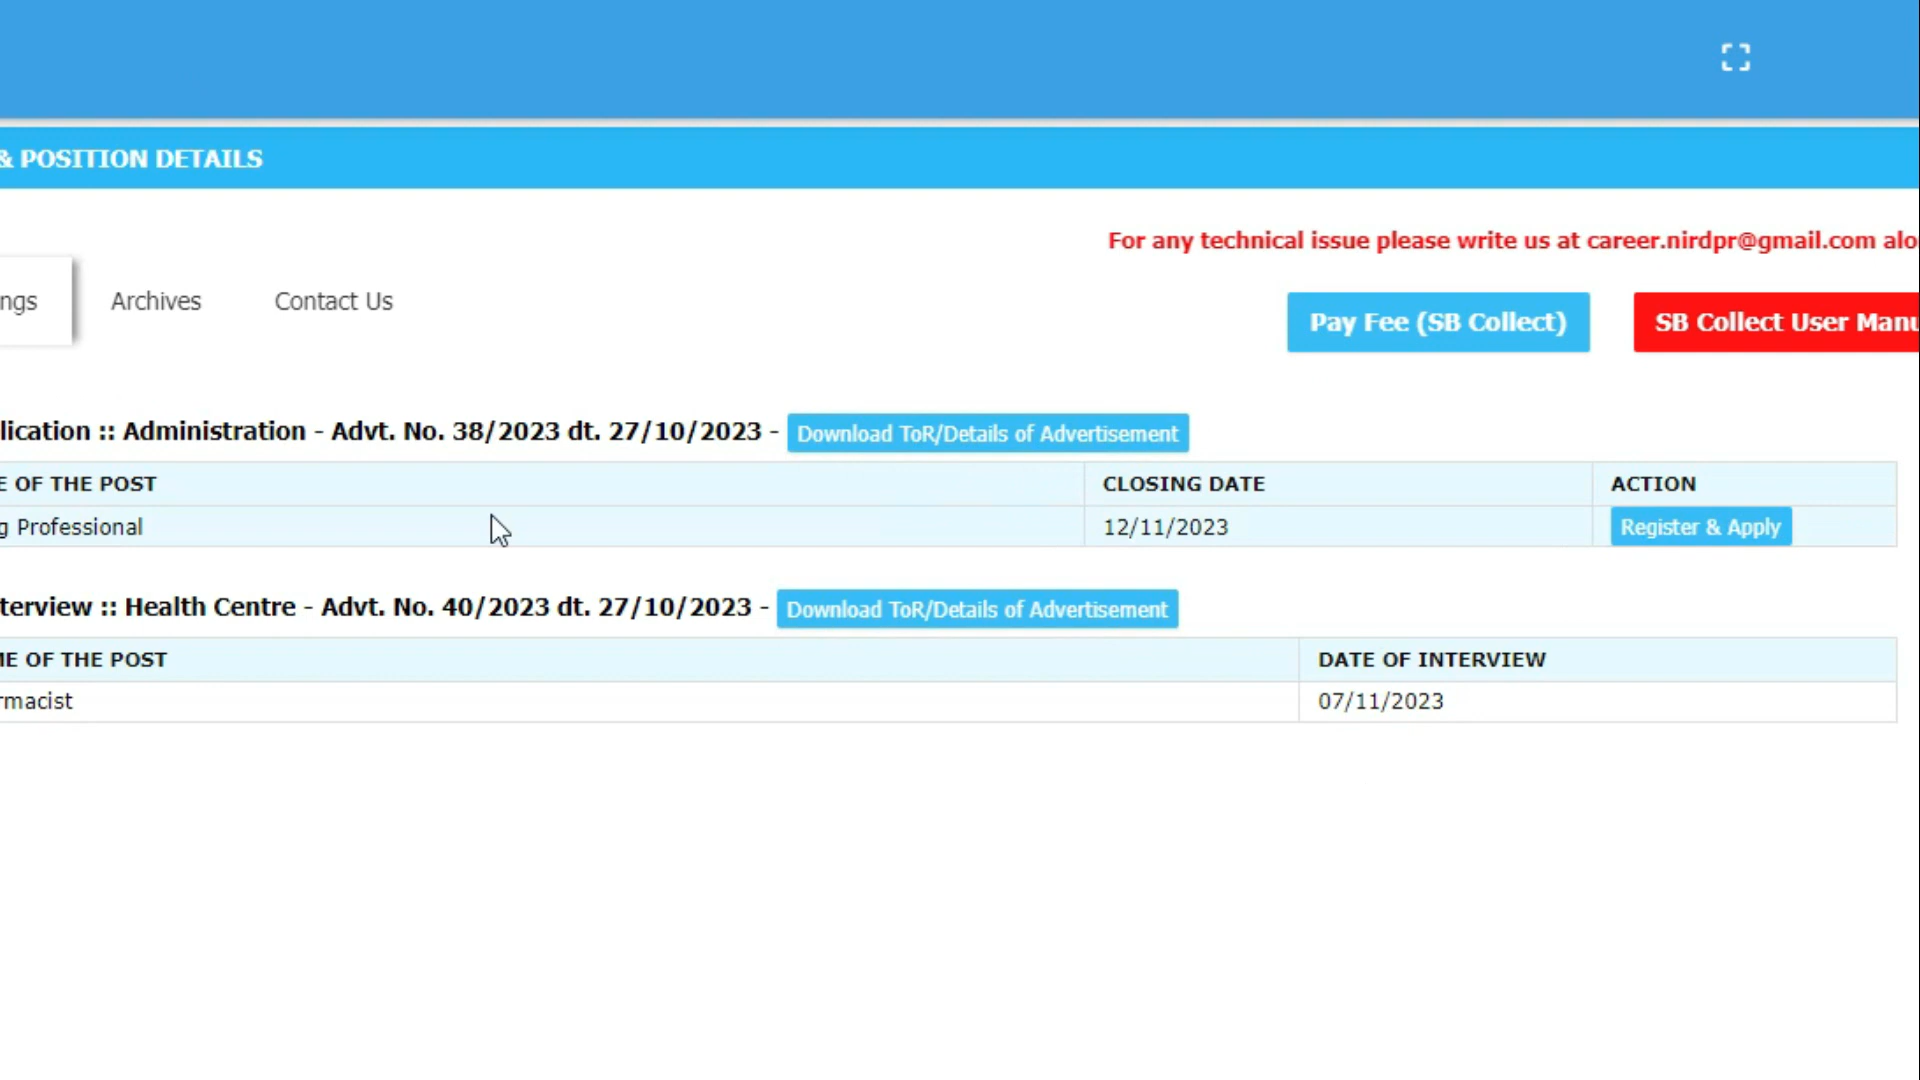 & POSITION DETAILS
For any technical issue please write us at career.nirdpr@gmail.com alo
ngs Archives Contact Us
Pay Fee (SB Collect) SB Collect User Manu
lication :: Administration - Advt. No. 38/2023 dt. 27/10/2023 - Download ToR/Details of Advertisement
E OF THE POST CLOSING DATE ACTION
g Professional 12/11/2023 Register & Apply
terview :: Health Centre - Advt. No. 40/2023 dt. 27/10/2023 - Download ToR/Details of Advertisement
ME OF THE POST DATE OF INTERVIEW
rmacist 07/11/2023